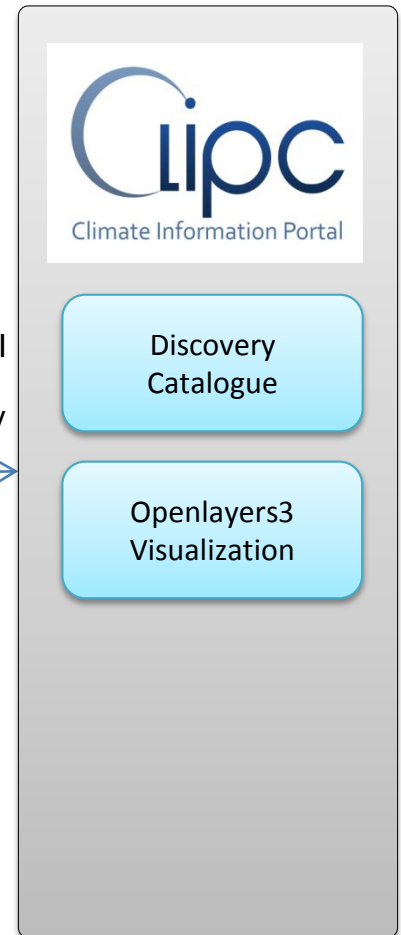 CLIPC
Climate Information Portal
Discovery
Catalogue
Openlayers3
Visualization